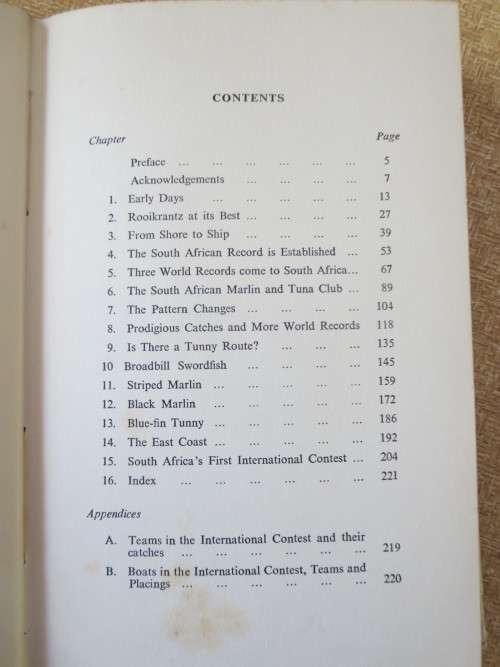 CONTENTS
Chapter Page
Preface ... ... ... ... ... ... 5
Acknowledgements ... ... ... ... 7
1. Early Days ... ... ... ... ... 13
2. Rooikrantz at its Best ... ... ... ... 27
3. From Shore to Ship ... ... ... ... 39
4. The South African Record is Established ... 53
5. Three World Records come to South Africa... 67
6. The South African Marlin and Tuna Club ... 89
7. The Pattern Changes ... ... ... ... 104
8. Prodigious Catches and More World Records 118
9. Is There a Tunny Route? ... ... ... 135
10 Broadbill Swordfish ... ... ... ... 145
11. Striped Marlin ... ... ... ... ... 159
12. Black Marlin ... ... ... ... ... 172
13. Blue-fin Tunny ... ... ... ... ... 186
14. The East Coast ... ... ... ... ... 192
15. South Africa's First International Contest ... 204
16. Index ... ... ... ... ... ... 221
Appendices
A. Teams in the International Contest and their
catches ... ... ... ... ... ... 219
B. Boats in the International Contest, Teams and
Placings ... ... ... ... ... ... 220